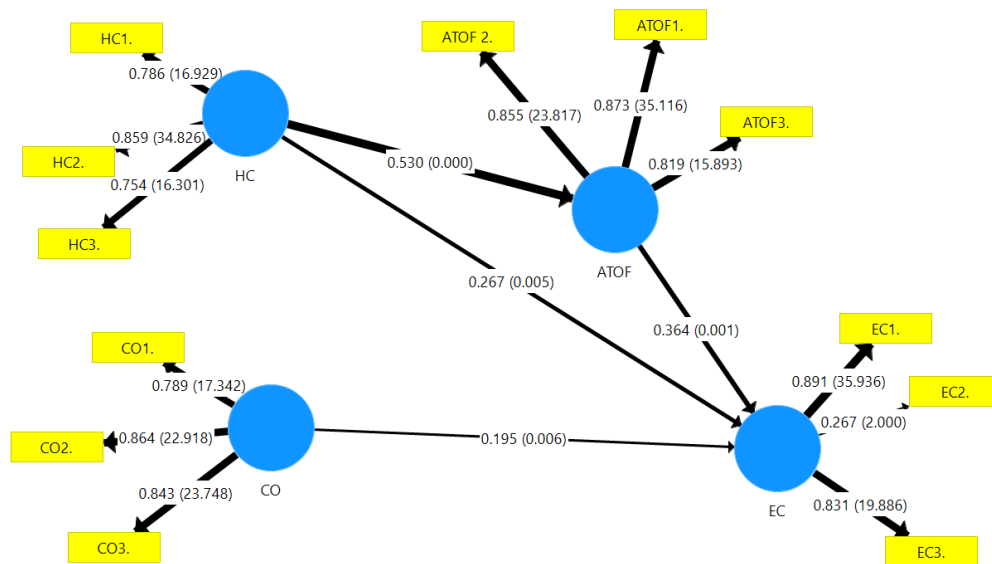 HC1.
0.786 (16.929)
HC2.
0.859 (34.826)
0.754 (16.301)
HC3.
HC
ATOF 2.
ATOF1.
ATOF3.
0.855 (23.817)
0.873 (35.116)
0.819 (15.893)
0.530 (0.000)
ATOF
0.267 (0.005)
0.364 (0.001)
CO1.
0.789 (17.342)
CO2.
0.864 (22.918)
0.843 (23.748)
CO3.
CO
0.195 (0.006)
EC1.
0.891 (35.936)
EC2.
0.267 (2.000)
0.831 (19.886)
EC3.
EC